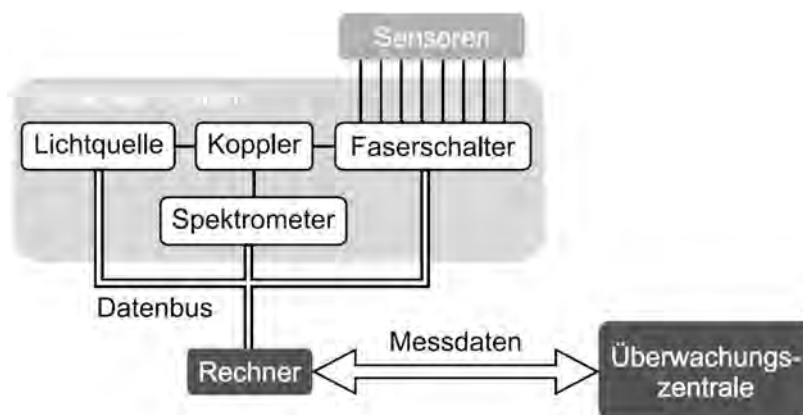 Sensoren
Lichtquelle
Koppler
Faserschalter
Spektrometer
Datenbus
Messdaten
Rechner
Überwachungs-
zentrale